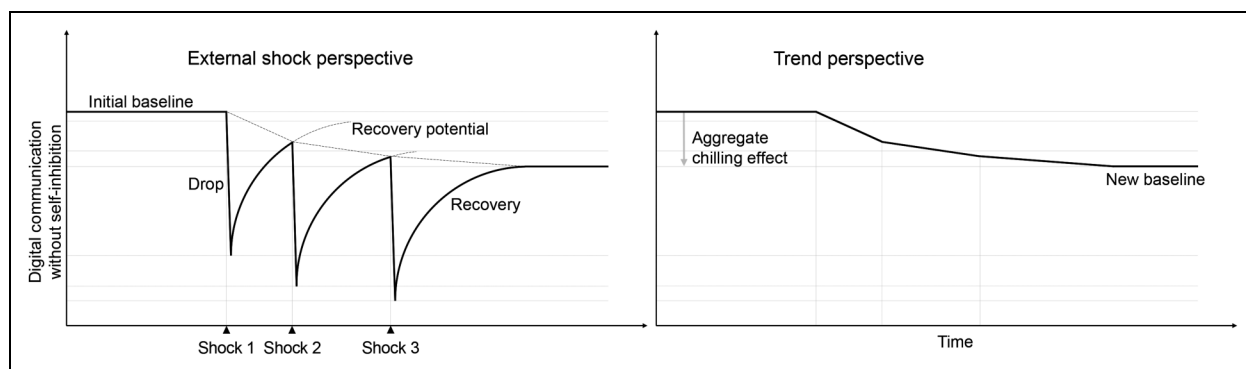 External shock perspective
Initial baseline
Recovery potential
Drop
Recovery
Digital communication
without self-inhibition
Shock 1
Shock 2
Shock 3
Trend perspective
Aggregate
chilling effect
New baseline
Time